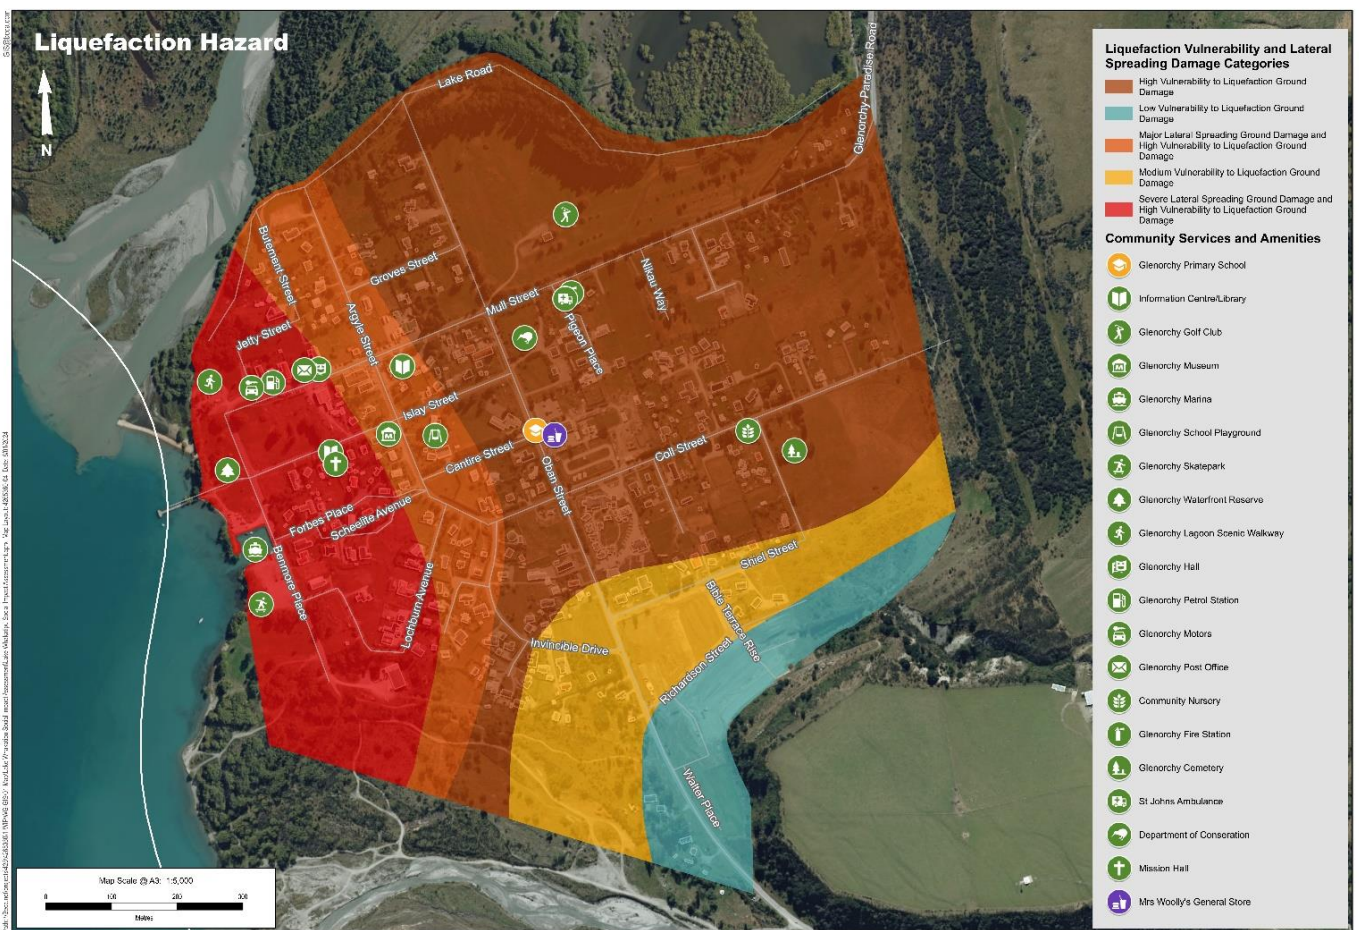 Liquefaction Hazard
N
Lake Road
Glenorchy-Paradise Road
Butement Street
Groves Street
Argyle Street
Jetty Street
Mull Street
Nikau Way
Pigeon Place
Islay Street
Cantire Street
Coll Street
Oban Street
Forbes Place
Scheelite Avenue
Benmore Place
Lochburn Avenue
Shiel Street
Bible Terrace Rise
Invincible Drive
Richardson Street
Walter Place
Map Scale @ A3: 1:5,000
0 100 200 300
Metres
Liquefaction Vulnerability and Lateral
Spreading Damage Categories
High Vulnerability to Liquefaction Ground
Damage
Low Vulnerability to Liquefaction Ground
Damage
Major Lateral Spreading Ground Damage and
High Vulnerability to Liquefaction Ground
Damage
Medium Vulnerability to Liquefaction Ground
Damage
Severe Lateral Spreading Ground Damage and
High Vulnerability to Liquefaction Ground
Damage
Community Services and Amenities
Glenorchy Primary School
Information Centre/Library
Glenorchy Golf Club
Glenorchy Museum
Glenorchy Marina
Glenorchy School Playground
Glenorchy Skatepark
Glenorchy Waterfront Reserve
Glenorchy Lagoon Scenic Walkway
Glenorchy Hall
Glenorchy Petrol Station
Glenorchy Motors
Glenorchy Post Office
Community Nursery
Glenorchy Fire Station
Glenorchy Cemetery
St Johns Ambulance
Department of Conseration
Mission Hall
Mrs Woolly's General Store